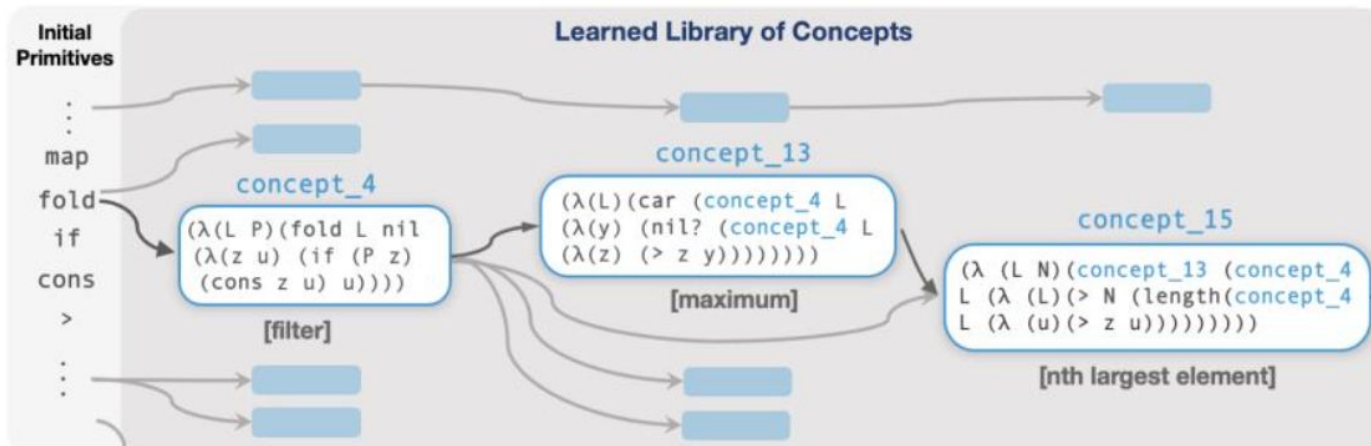 Initial
Primitives
Learned Library of Concepts
⋮
map
fold
if
cons
>
⋮
concept_4
(λ(L P)(fold L nil
(λ(z u) (if (P z)
(cons z u) u))))
[filter]
concept_13
(λ(L)(car (concept_4 L
(λ(y) (nil? (concept_4 L
(λ(z) (> z y))))))))
[maximum]
concept_15
(λ (L N)(concept_13 (concept_4
L (λ (L)(> N (length(concept_4
L (λ (u)(> z u)))))))))
[nth largest element]